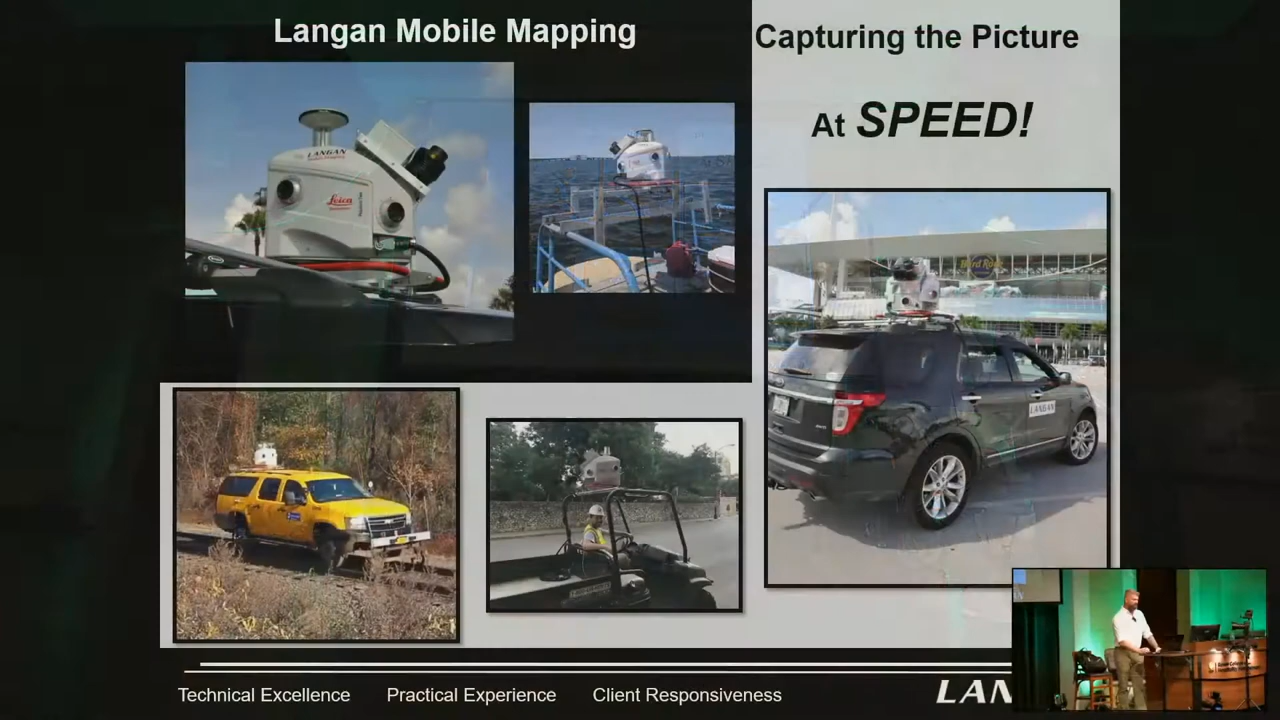 Langan Mobile Mapping
Capturing the Picture
At SPEED!
LANGAN
Leica
Hard Rock
LANGAN
Technical Excellence
Practical Experience
Client Responsiveness
LAN